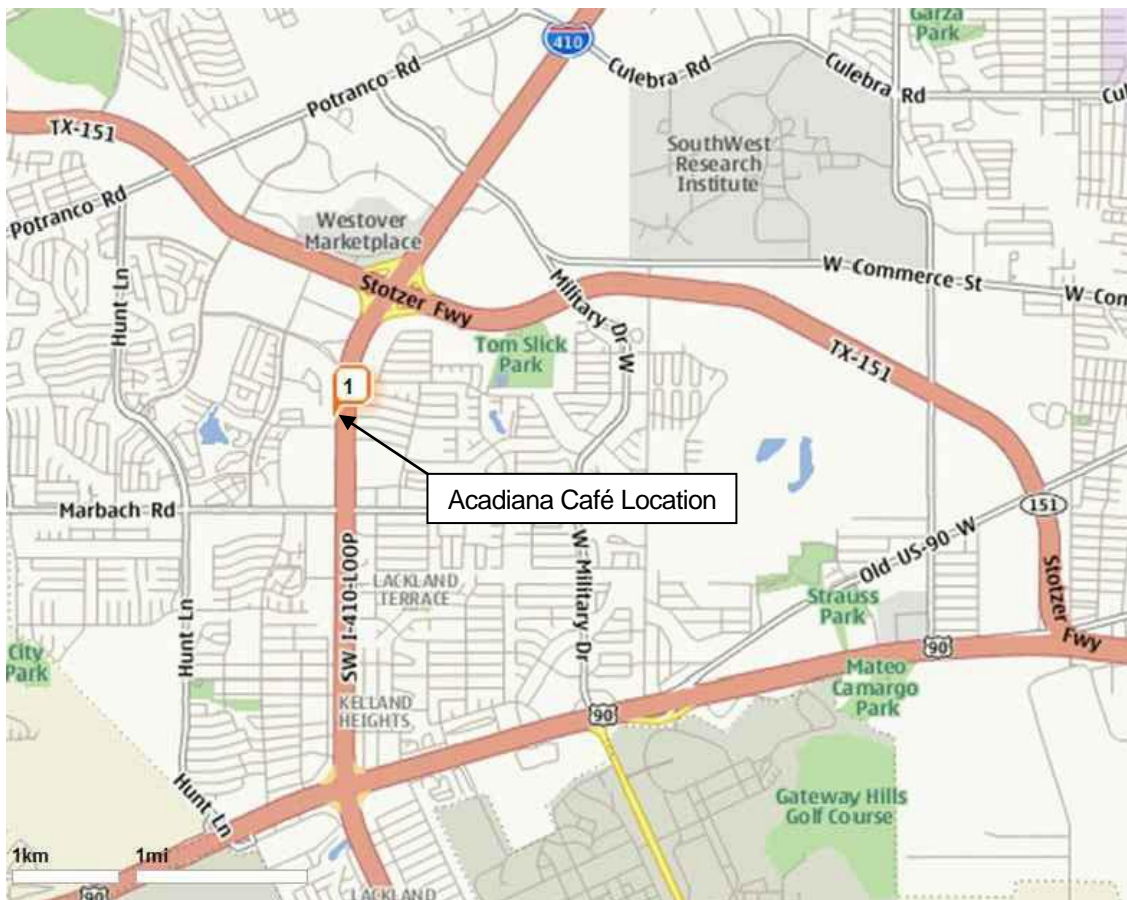 Garza
Park
410
Culebra Rd
Culebra Rd
Potranco Rd
TX-151
SouthWest
Research
Institute
Potranco Rd
Westover
Marketplace
W Commerce St
Stotzer Fwy
Military Dr W
Hunt Ln
Tom Slick
Park
TX-151
1
Acadiana Café Location
Marbach Rd
151
Old US-90 W
SW I-410-LOOP
W Military Dr
LACKLAND
TERRACE
Strauss
Park
Stotzer
Fwy
Hunt Ln
City
Park
90
Mateo
Camargo
Park
KELLAND
HEIGHTS
90
Hunt Ln
Gateway Hills
Golf Course
1km
1mi
90
LACKLAND